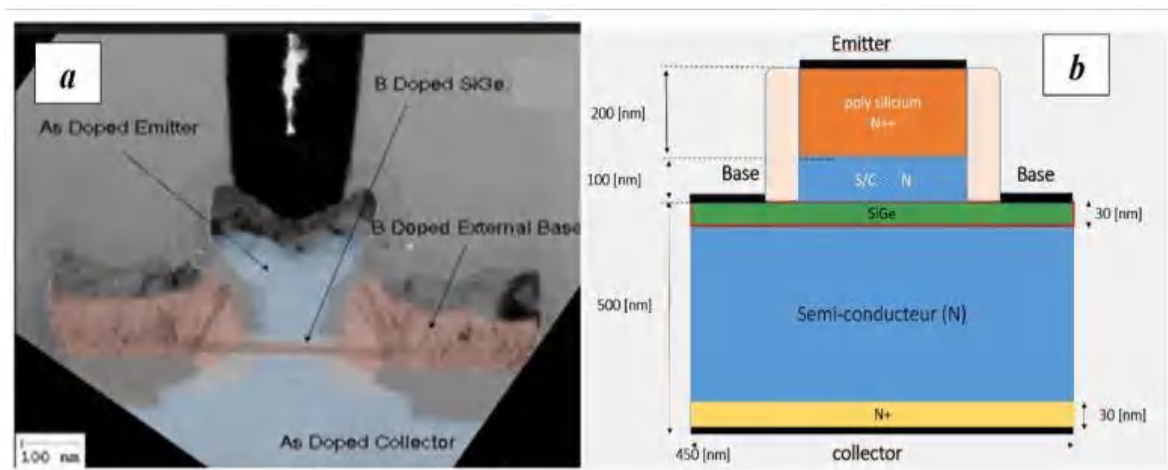 a
B Doped SiGe.
As Doped Emitter
B Doped External Base
As Doped Collector
100 nm
b
Emitter
200 [nm]
poly silicium
N++
100 [nm]
Base
S/C N
Base
SiGe
30 [nm]
500 [nm]
Semi-conducteur (N)
N+
30 [nm]
450 [nm]
collector